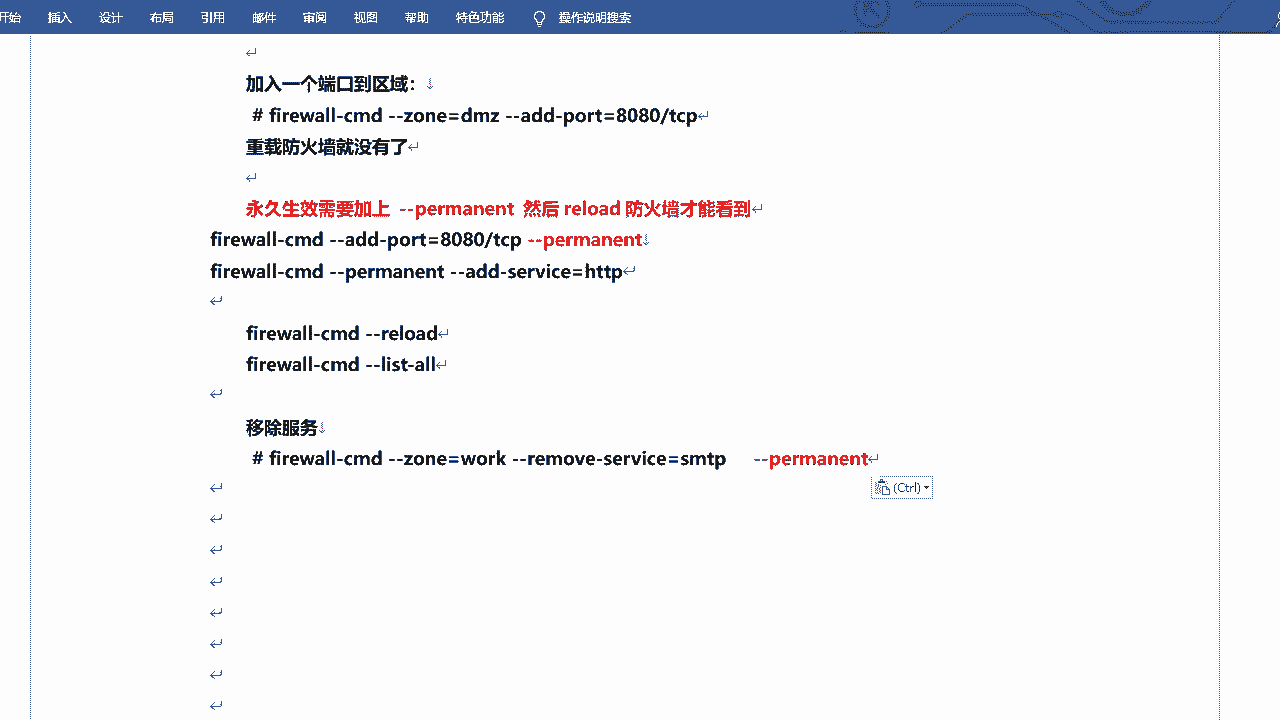 开始 插入 设计 布局 引用 邮件 审阅 视图 帮助 特色功能 操作说明搜索
加入一个端口到区域：
# firewall-cmd --zone=dmz --add-port=8080/tcp
重载防火墙就没有了
永久生效需要加上 --permanent 然后 reload 防火墙才能看到
firewall-cmd --add-port=8080/tcp --permanent
firewall-cmd --permanent --add-service=http
firewall-cmd --reload
firewall-cmd --list-all
移除服务
# firewall-cmd --zone=work --remove-service=smtp --permanent
(Ctrl)